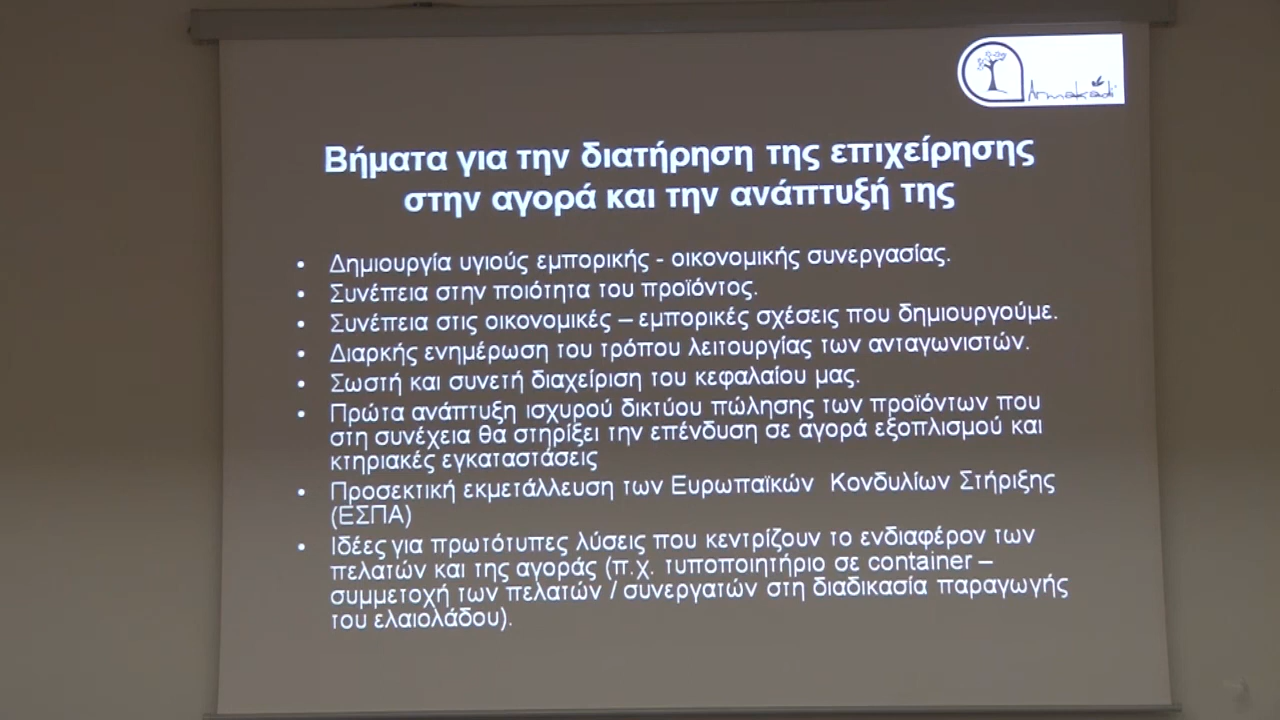 Armakadi
Βήματα για την διατήρηση της επιχείρησης
στην αγορά και την ανάπτυξή της
• Δημιουργία υγιούς εμπορικής - οικονομικής συνεργασίας.
• Συνέπεια στην ποιότητα του προϊόντος.
• Συνέπεια στις οικονομικές – εμπορικές σχέσεις που δημιουργούμε.
• Διαρκής ενημέρωση του τρόπου λειτουργίας των ανταγωνιστών.
• Σωστή και συνετή διαχείριση του κεφαλαίου μας.
• Πρώτα ανάπτυξη ισχυρού δικτύου πώλησης των προϊόντων που
στη συνέχεια θα στηρίξει την επένδυση σε αγορά εξοπλισμού και
κτηριακές εγκαταστάσεις
• Προσεκτική εκμετάλλευση των Ευρωπαϊκών Κονδυλίων Στήριξης
(ΕΣΠΑ)
• Ιδέες για πρωτότυπες λύσεις που κεντρίζουν το ενδιαφέρον των
πελατών και της αγοράς (π.χ. τυποποιητήριο σε container –
συμμετοχή των πελατών / συνεργατών στη διαδικασία παραγωγής
του ελαιολάδου).